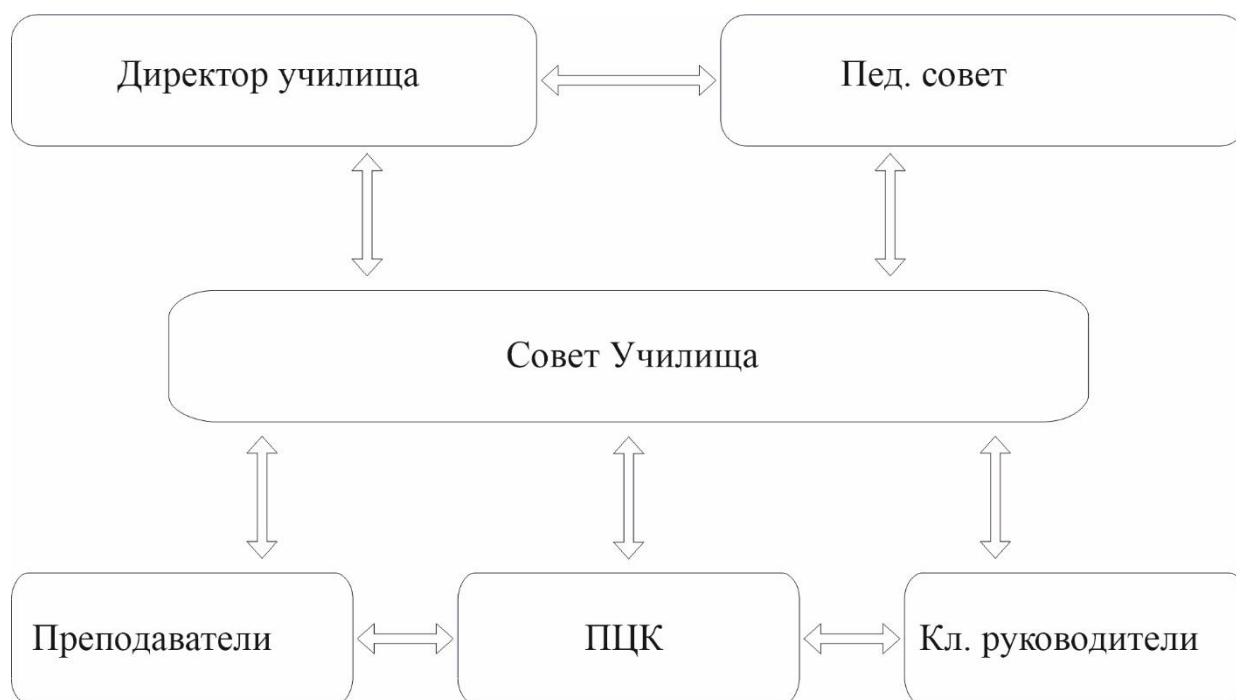 Директор училища
Пед. совет
Совет Училища
Преподаватели
ПЦК
Кл. руководители